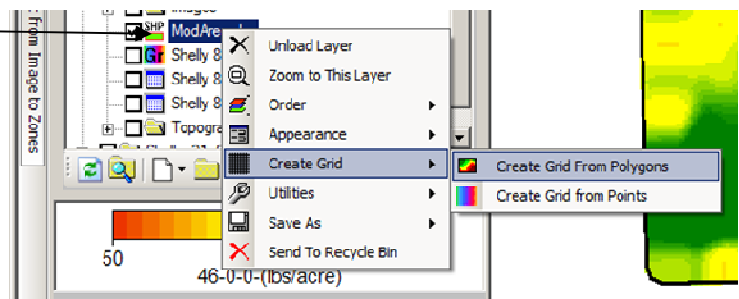 Images
SHP ModAre
Gr Shelly 8
Shelly 8
Shelly 8
Topogra
from Image to Zones
Unload Layer
Zoom to This Layer
Order
Appearance
Create Grid
Utilities
Save As
Send To Recycle Bin
Create Grid From Polygons
Create Grid from Points
50
46-0-0-(lbs/acre)